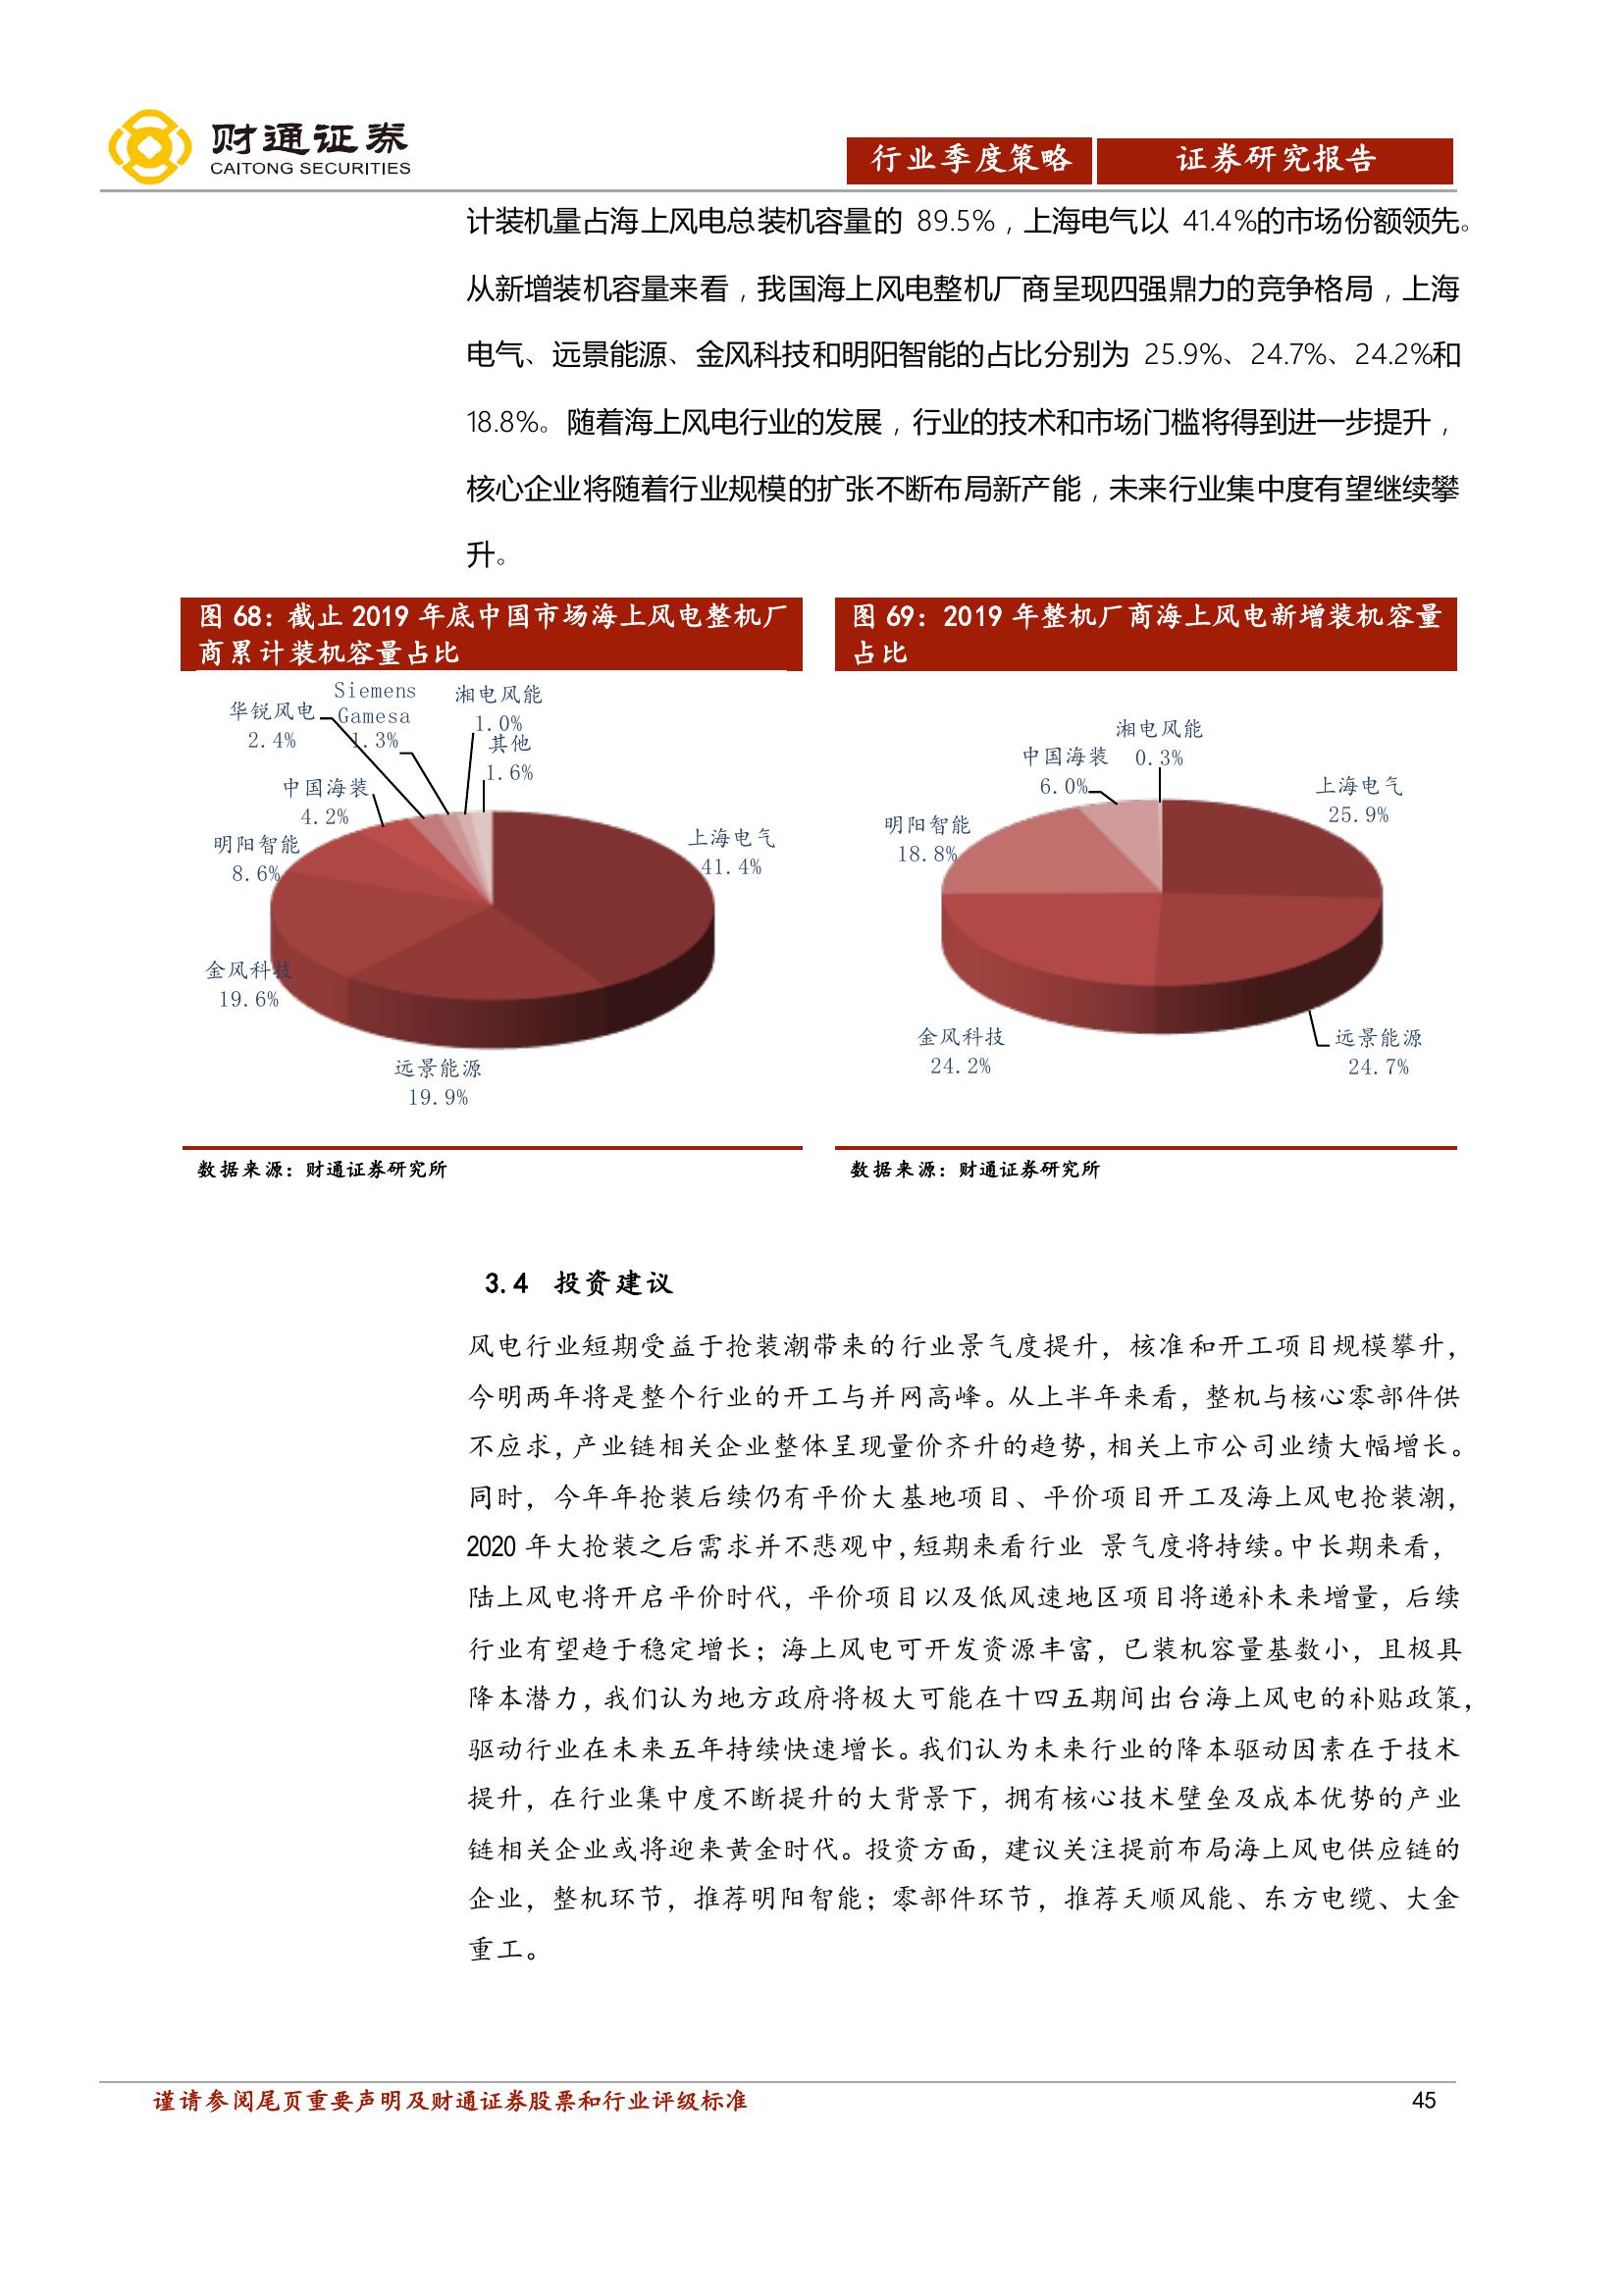 财通证券
CAITONG SECURITIES
行业季度策略
证券研究报告
计装机量占海上风电总装机容量的 89.5%，上海电气以 41.4%的市场份额领先。
从新增装机容量来看，我国海上风电整机厂商呈现四强鼎力的竞争格局，上海
电气、远景能源、金风科技和明阳智能的占比分别为 25.9%、24.7%、24.2%和
18.8%。随着海上风电行业的发展，行业的技术和市场门槛将得到进一步提升，
核心企业将随着行业规模的扩张不断布局新产能，未来行业集中度有望继续攀
升。
图 68：截止 2019 年底中国市场海上风电整机厂
商累计装机容量占比
华锐风电
2.4%
Siemens
Gamesa
1.3%
湘电风能
1.0%
其他
1.6%
中国海装
4.2%
明阳智能
8.6%
上海电气
41.4%
金风科技
19.6%
远景能源
19.9%
数据来源：财通证券研究所
图 69：2019 年整机厂商海上风电新增装机容量
占比
湘电风能
0.3%
中国海装
6.0%
上海电气
25.9%
明阳智能
18.8%
金风科技
24.2%
远景能源
24.7%
数据来源：财通证券研究所
3.4 投资建议
风电行业短期受益于抢装潮带来的行业景气度提升，核准和开工项目规模攀升，
今明两年将是整个行业的开工与并网高峰。从上半年来看，整机与核心零部件供
不应求，产业链相关企业整体呈现量价齐升的趋势，相关上市公司业绩大幅增长。
同时，今年年抢装后续仍有平价大基地项目、平价项目开工及海上风电抢装潮，
2020 年大抢装之后需求并不悲观中，短期来看行业 景气度将持续。中长期来看，
陆上风电将开启平价时代，平价项目以及低风速地区项目将递补未来增量，后续
行业有望趋于稳定增长；海上风电可开发资源丰富，已装机容量基数小，且极具
降本潜力，我们认为地方政府将极大可能在十四五期间出台海上风电的补贴政策，
驱动行业在未来五年持续快速增长。我们认为未来行业的降本驱动因素在于技术
提升，在行业集中度不断提升的大背景下，拥有核心技术壁垒及成本优势的产业
链相关企业或将迎来黄金时代。投资方面，建议关注提前布局海上风电供应链的
企业，整机环节，推荐明阳智能；零部件环节，推荐天顺风能、东方电缆、大金
重工。
谨请参阅尾页重要声明及财通证券股票和行业评级标准
45